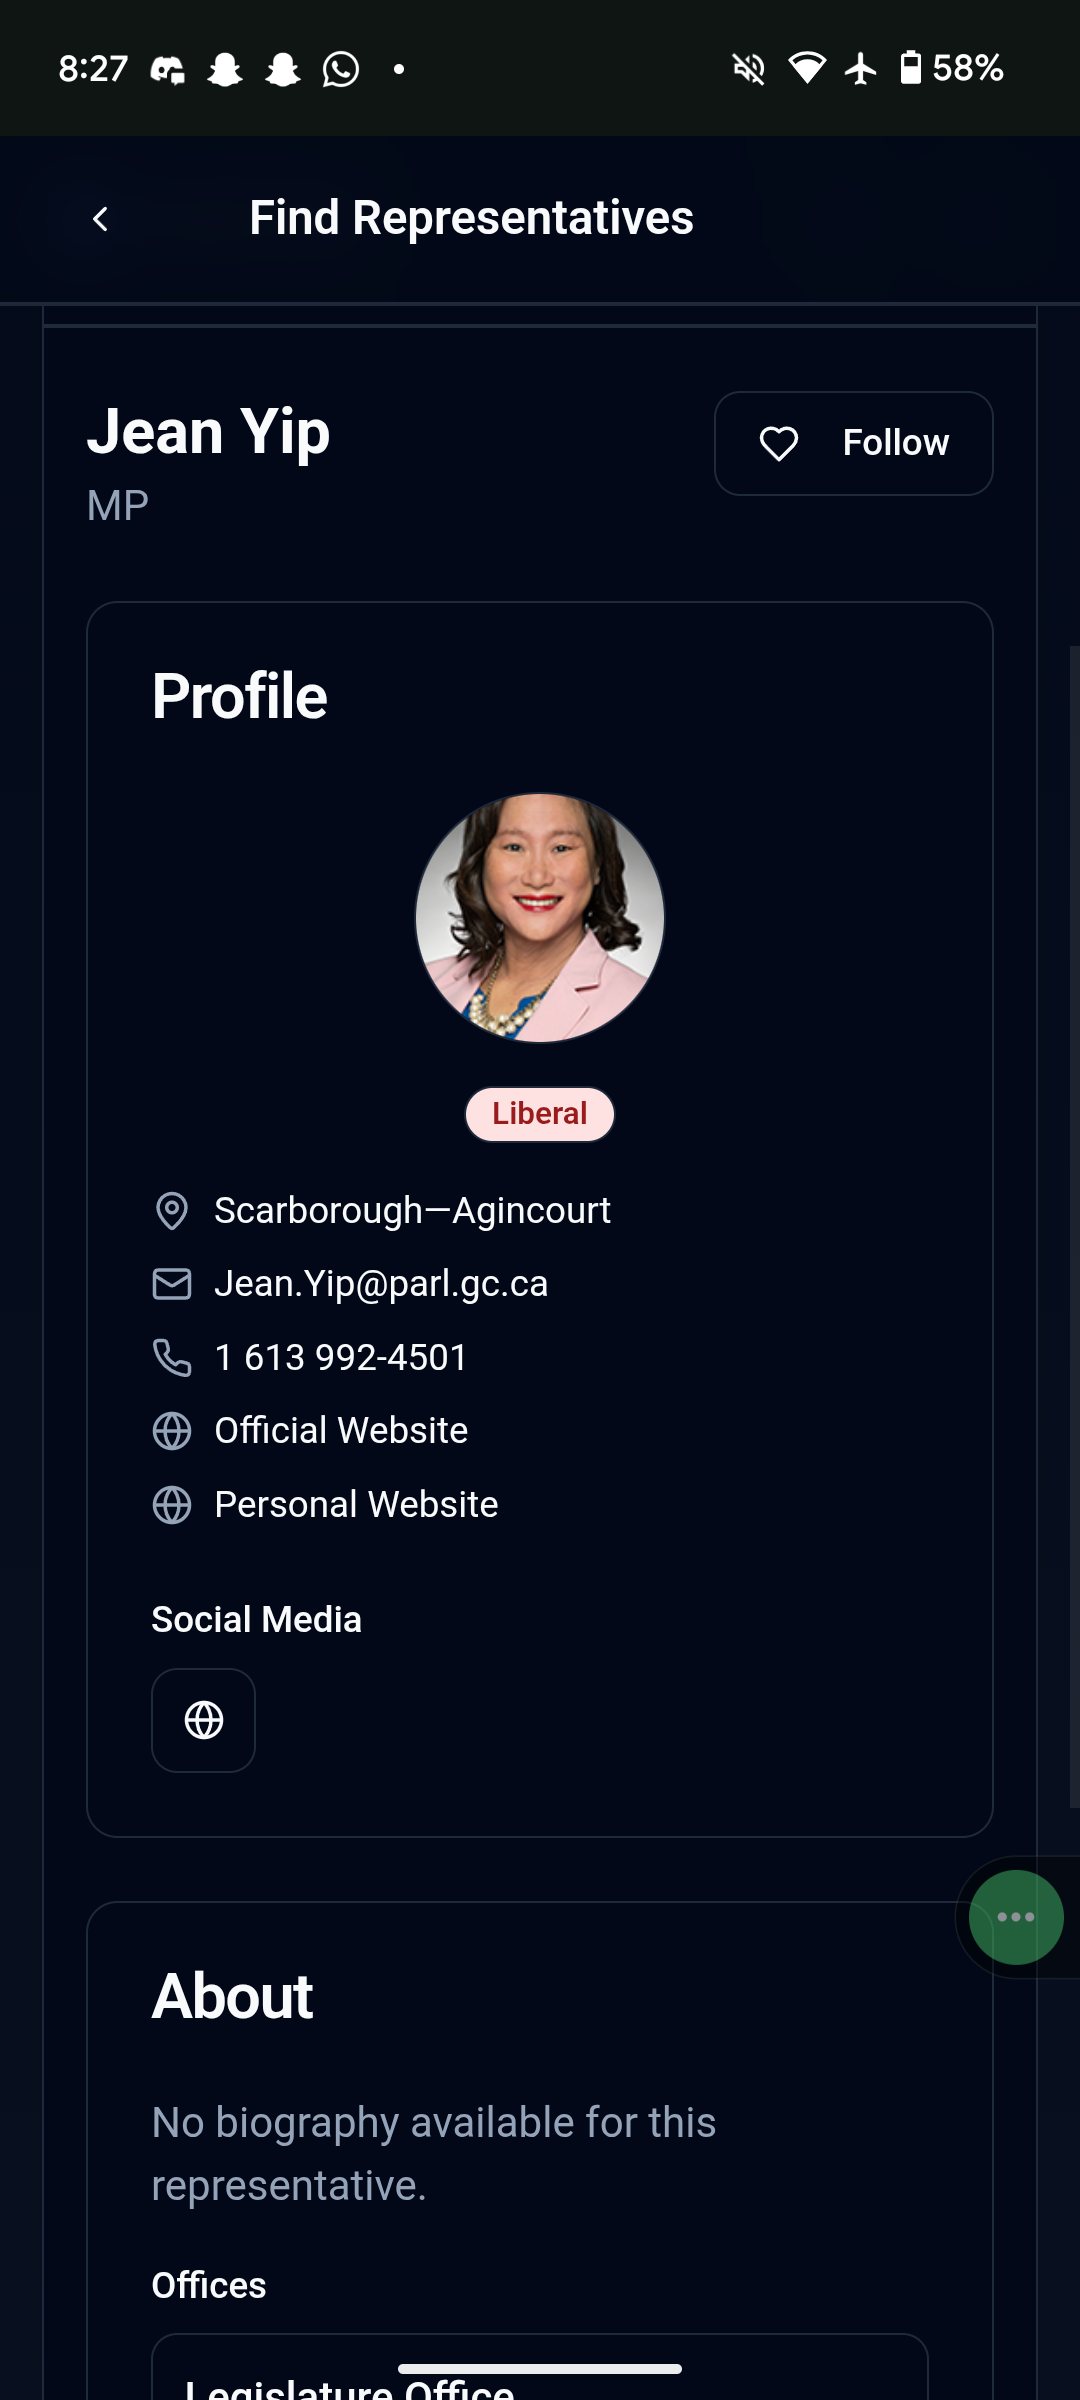 8:27
58%
Find Representatives
Jean Yip
Follow
MP
Profile
Liberal
Scarborough—Agincourt
Jean.Yip@parl.gc.ca
1 613 992-4501
Official Website
Personal Website
Social Media
About
No biography available for this
representative.
Offices
Legislature Office